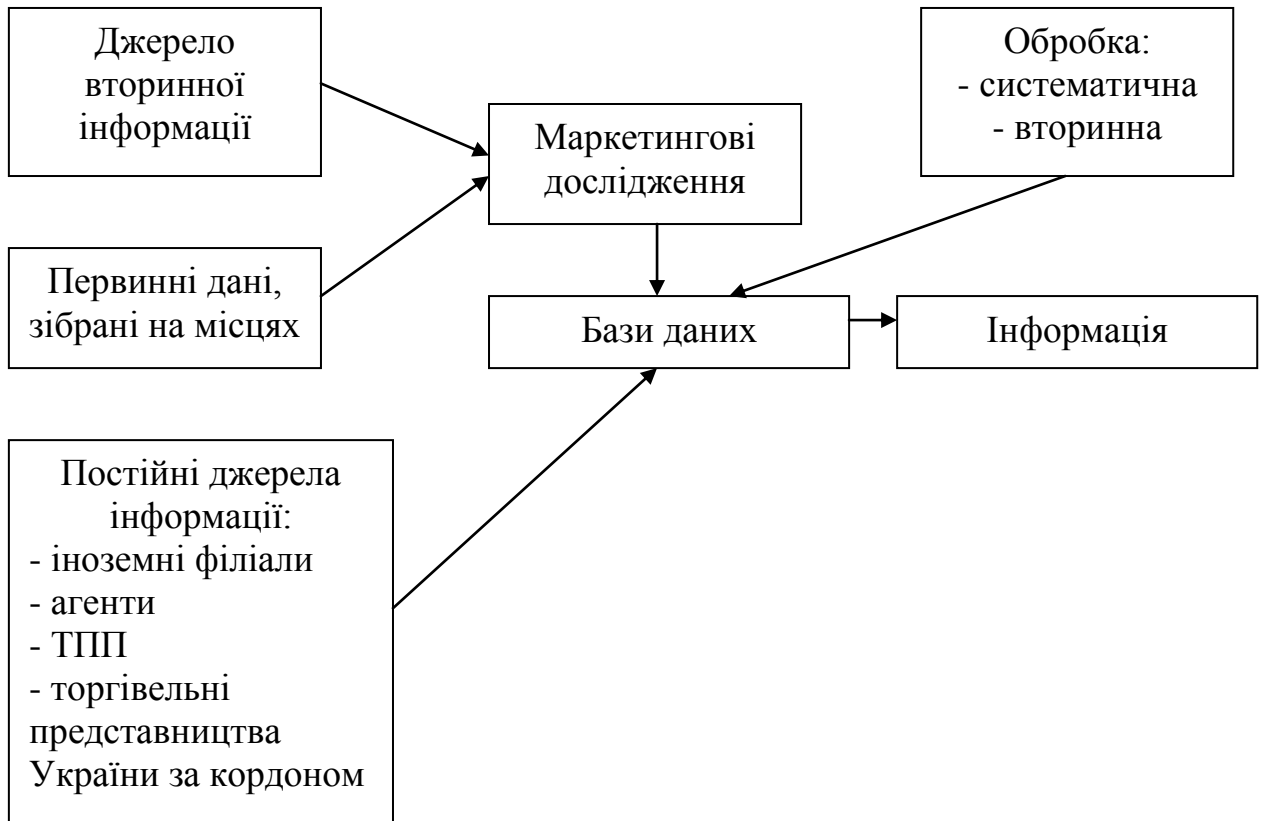 Джерело
вторинної
інформації
Обробка:
- систематична
- вторинна
Маркетингові
дослідження
Первинні дані,
зібрані на місцях
Бази даних
Інформація
Постійні джерела
інформації:
- іноземні філіали
- агенти
- ТПП
- торгівельні
представництва
України за кордоном